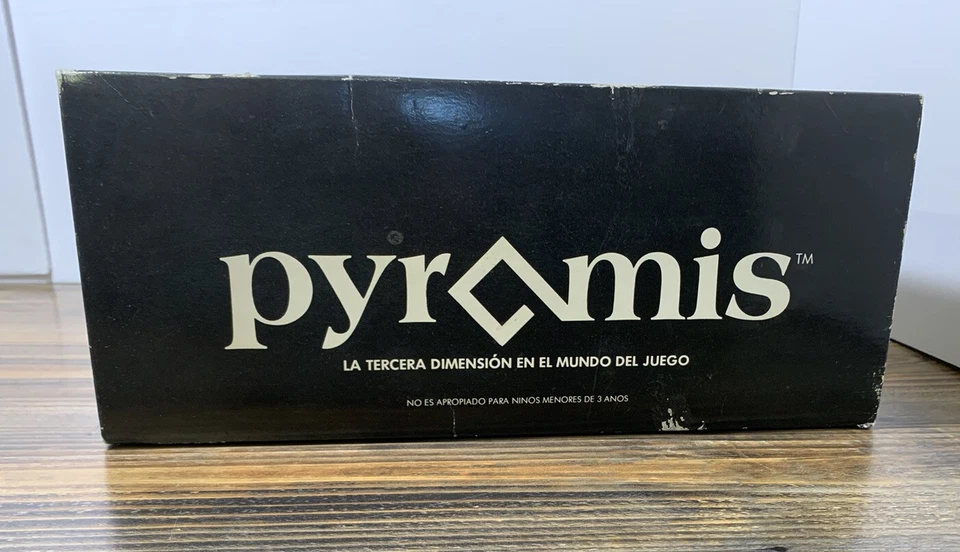 pyramis™
LA TERCERA DIMENSIÓN EN EL MUNDO DEL JUEGO
NO ES APROPIADO PARA NINOS MENORES DE 3 ANOS